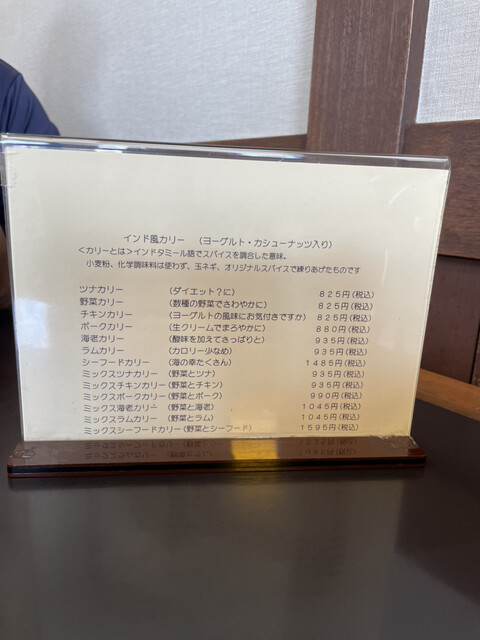 インド風カリー　（ヨーグルト・カシューナッツ入り）
＜カリーとは＞インドタミール語でスパイスを調合した意味。
小麦粉、化学調味料は使わず、玉ネギ、オリジナルスパイスで練りあげたものです
ツナカリー　（ダイエット？に）　８２５円(税込)
野菜カリー　（数種の野菜でさわやかに）　８２５円(税込)
チキンカリー　（ヨーグルトの風味にお気付きですか）　８２５円(税込)
ポークカリー　（生クリームでまろやかに）　８８０円(税込)
海老カリー　（酸味を加えてさっぱりと）　９３５円(税込)
ラムカリー　（カロリー少なめ）　９３５円(税込)
シーフードカリー　（海の幸たくさん）　１４８５円(税込)
ミックスツナカリー　（野菜とツナ）　９３５円(税込)
ミックスチキンカリー（野菜とチキン）　９３５円(税込)
ミックスポークカリー（野菜とポーク）　９９０円(税込)
ミックス海老カリー　（野菜と海老）　１０４５円(税込)
ミックスラムカリー　（野菜とラム）　１０４５円(税込)
ミックスシーフードカリー（野菜とシーフード）　１５９５円(税込)